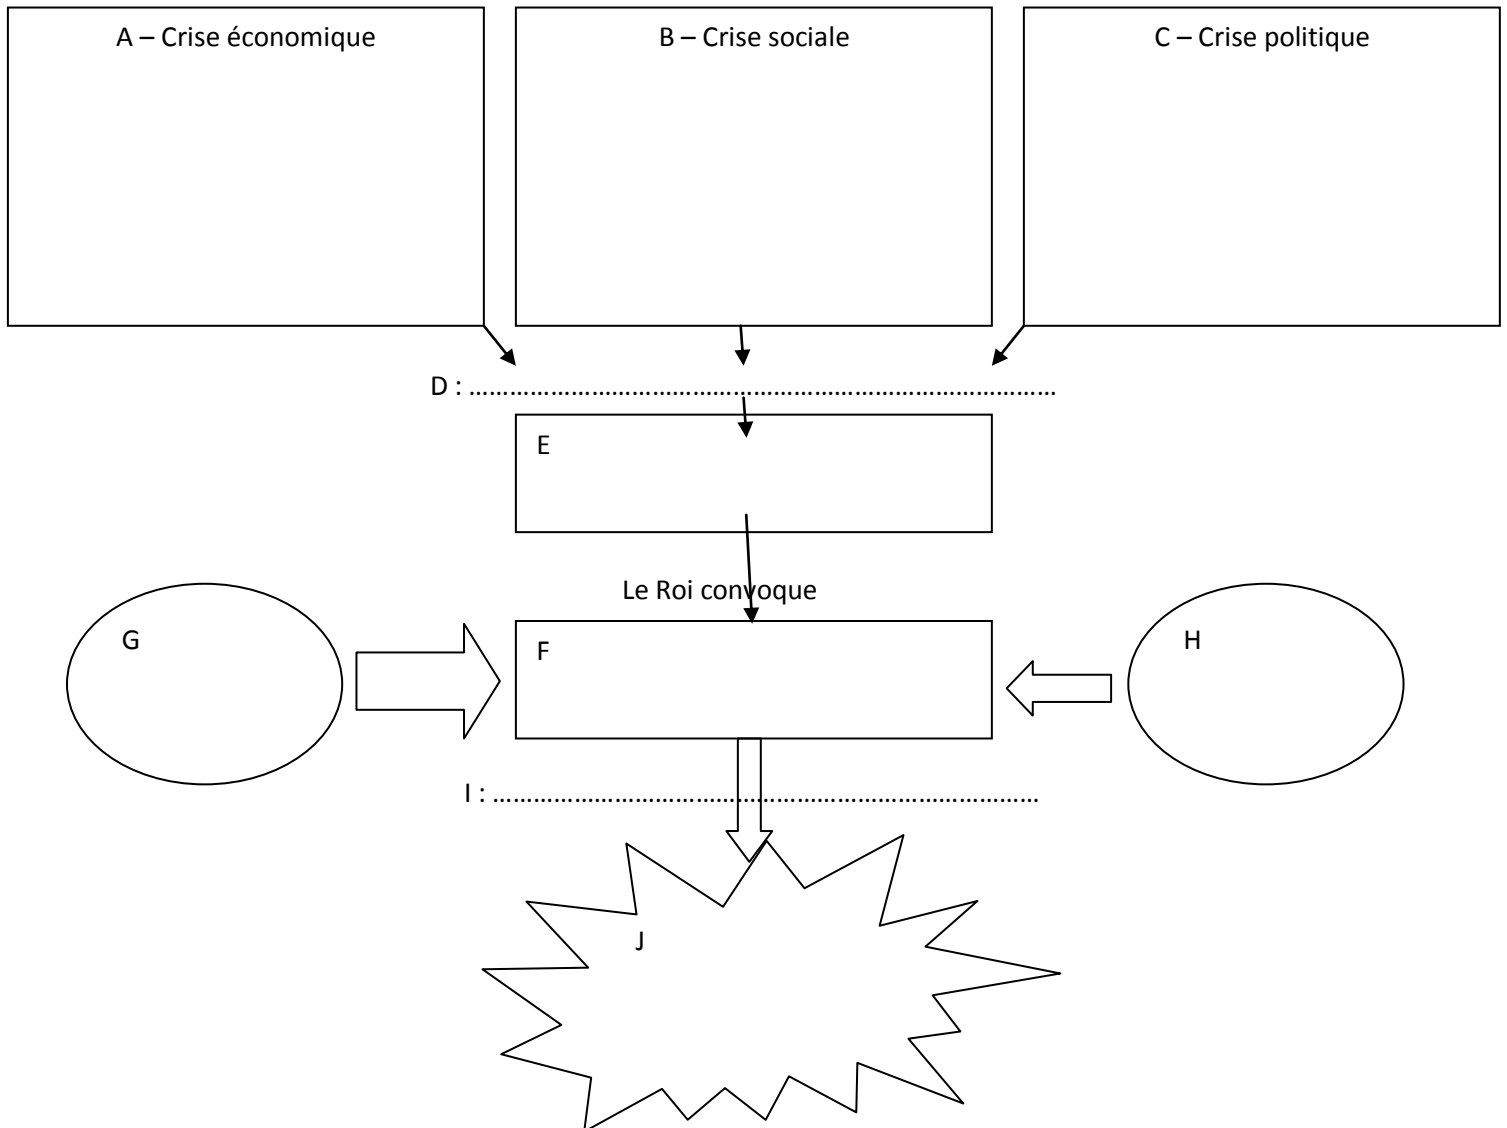 A – Crise économique
B – Crise sociale
C – Crise politique
D : ................................................................................
E
Le Roi convoque
F
G
H
I : ................................................................................
J